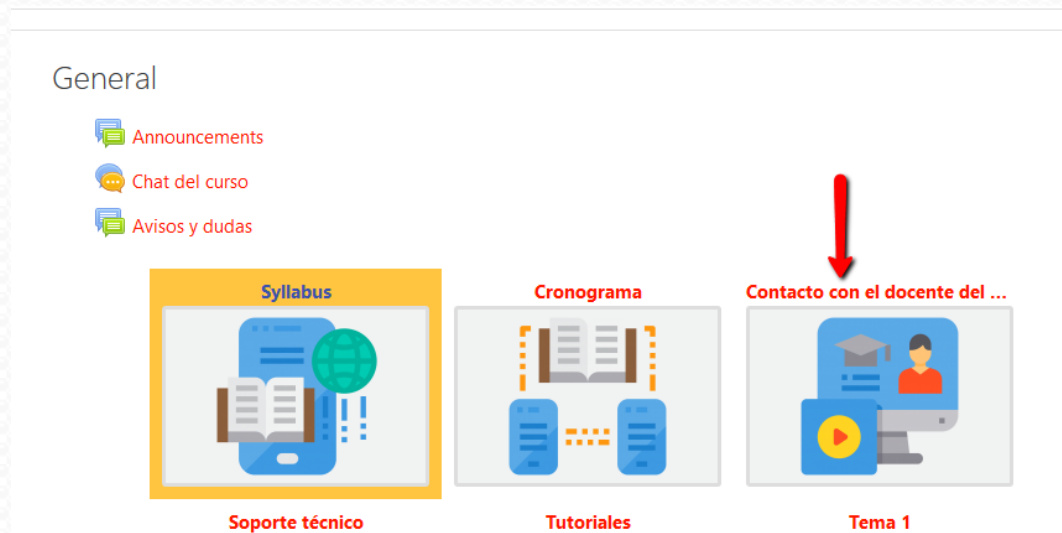 General
Announcements
Chat del curso
Avisos y dudas
Syllabus
Cronograma
Contacto con el docente del ...
Soporte técnico
Tutoriales
Tema 1